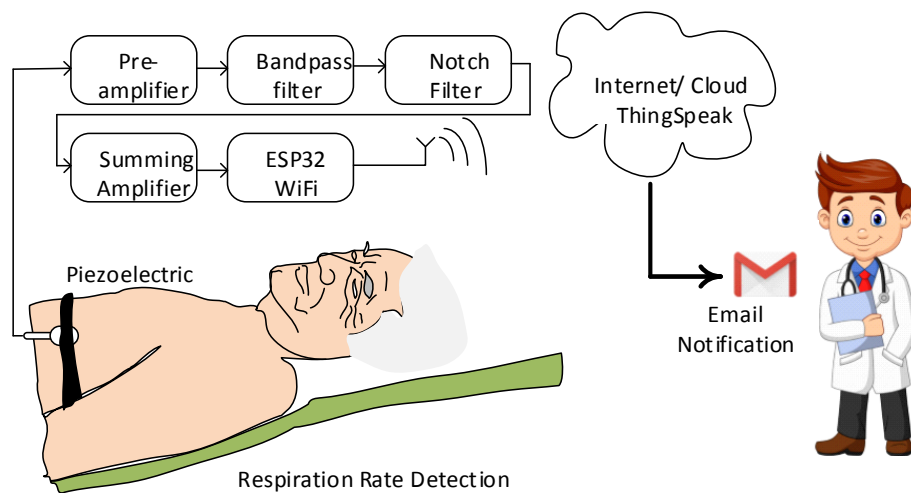 Pre-
amplifier
Bandpass
filter
Notch
Filter
Internet/ Cloud
ThingSpeak
Summing
Amplifier
ESP32
WiFi
Piezoelectric
Email
Notification
Respiration Rate Detection